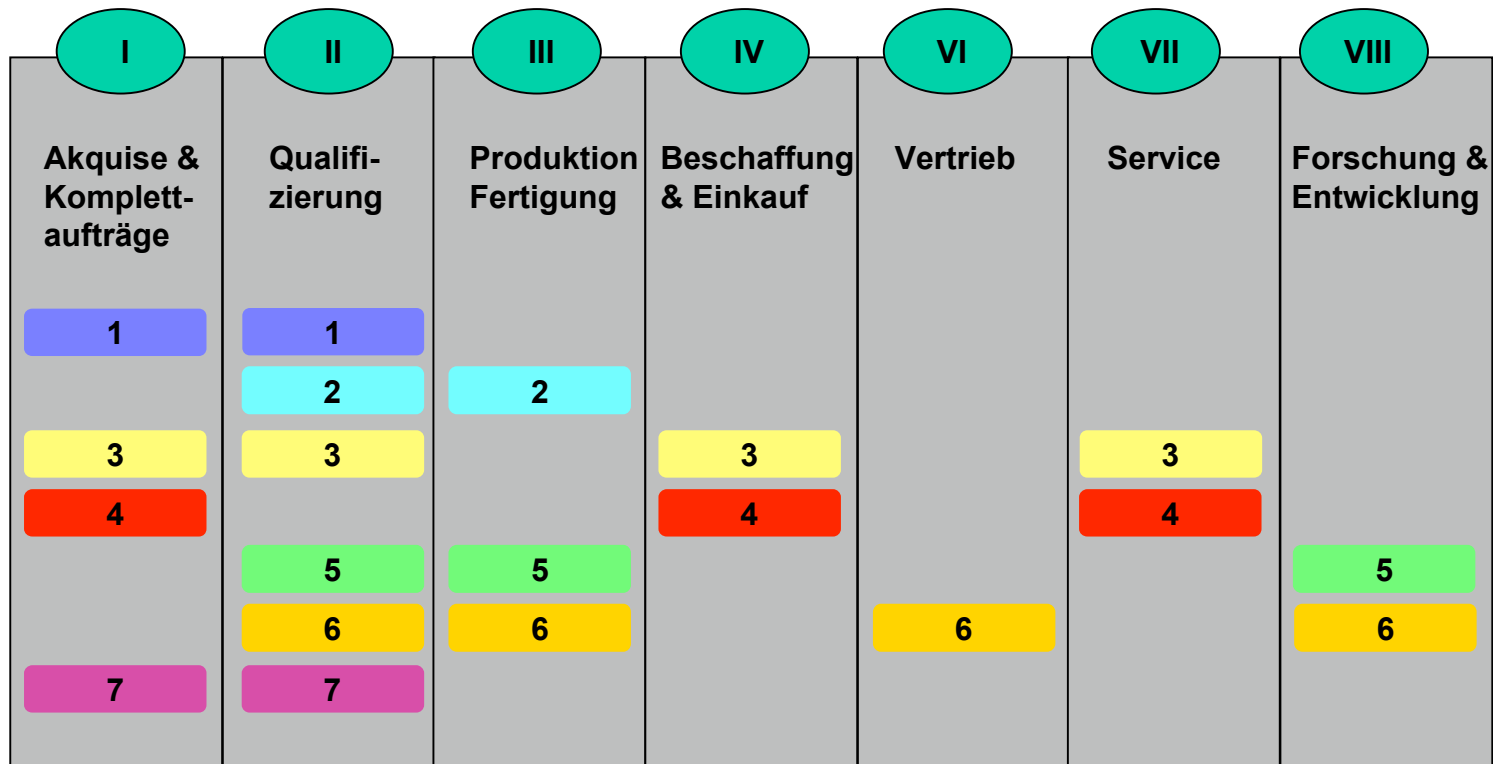 I II III IV VI VII VIII
Akquise &
Komplett-
aufträge
Qualifi-
zierung
Produktion
Fertigung
Beschaffung
& Einkauf
Vertrieb
Service
Forschung &
Entwicklung
1 1
2 2
3 3 3 3
4 4 4
5 5 5
6 6 6 6
7 7